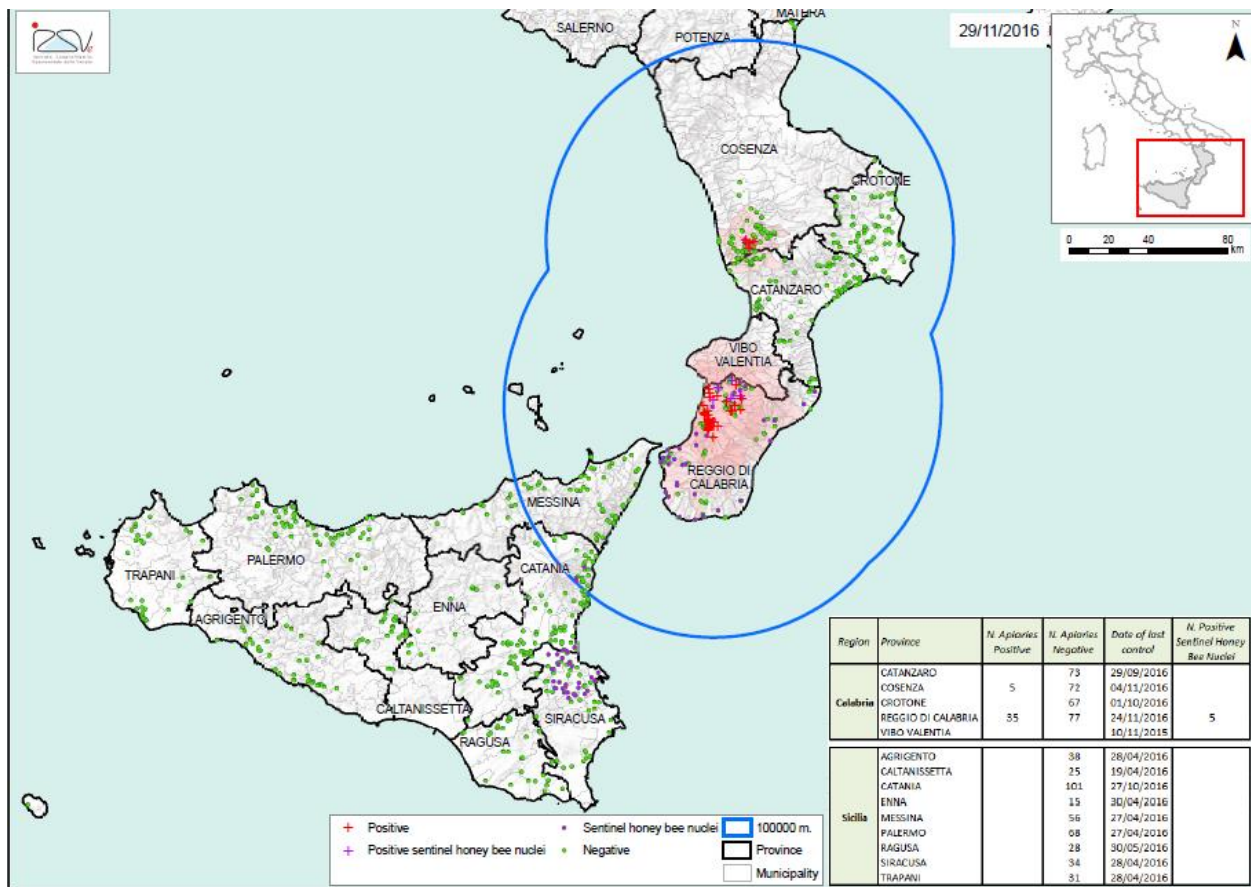 SALERNO
POTENZA
MATERA
29/11/2016
N
COSENZA
CROTONE
0 20 40 80
km
CATANZARO
VIBO
VALENTIA
REGGIO DI
CALABRIA
MESSINA
PALERMO
TRAPANI
CATANIA
ENNA
AGRIGENTO
CALTANISSETTA
SIRACUSA
RAGUSA
Region Province N. Apiaries Positive N. Apiaries Negative Date of last control N. Positive Sentinel Honey Bee Nuclei
Calabria
CATANZARO 73 29/09/2016
COSENZA 5 72 04/11/2016
CROTONE 67 01/10/2016
REGGIO DI CALABRIA 35 77 24/11/2016 5
VIBO VALENTIA 10/11/2015
Sicilia
AGRIGENTO 38 28/04/2016
CALTANISSETTA 25 19/04/2016
CATANIA 101 27/10/2016
ENNA 15 30/04/2016
MESSINA 56 27/04/2016
PALERMO 68 27/04/2016
RAGUSA 28 30/05/2016
SIRACUSA 34 28/04/2016
TRAPANI 31 28/04/2016
Positive Sentinel honey bee nuclei 100000 m.
Positive sentinel honey bee nuclei Negative Province
Municipality